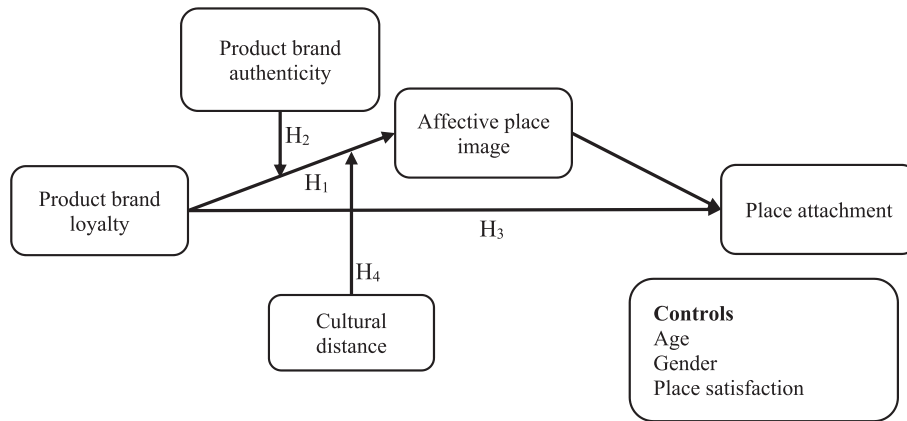 Product brand
authenticity
H2
Affective place
image
H1
Product brand
loyalty
Place attachment
H3
H4
Cultural
distance
Controls
Age
Gender
Place satisfaction